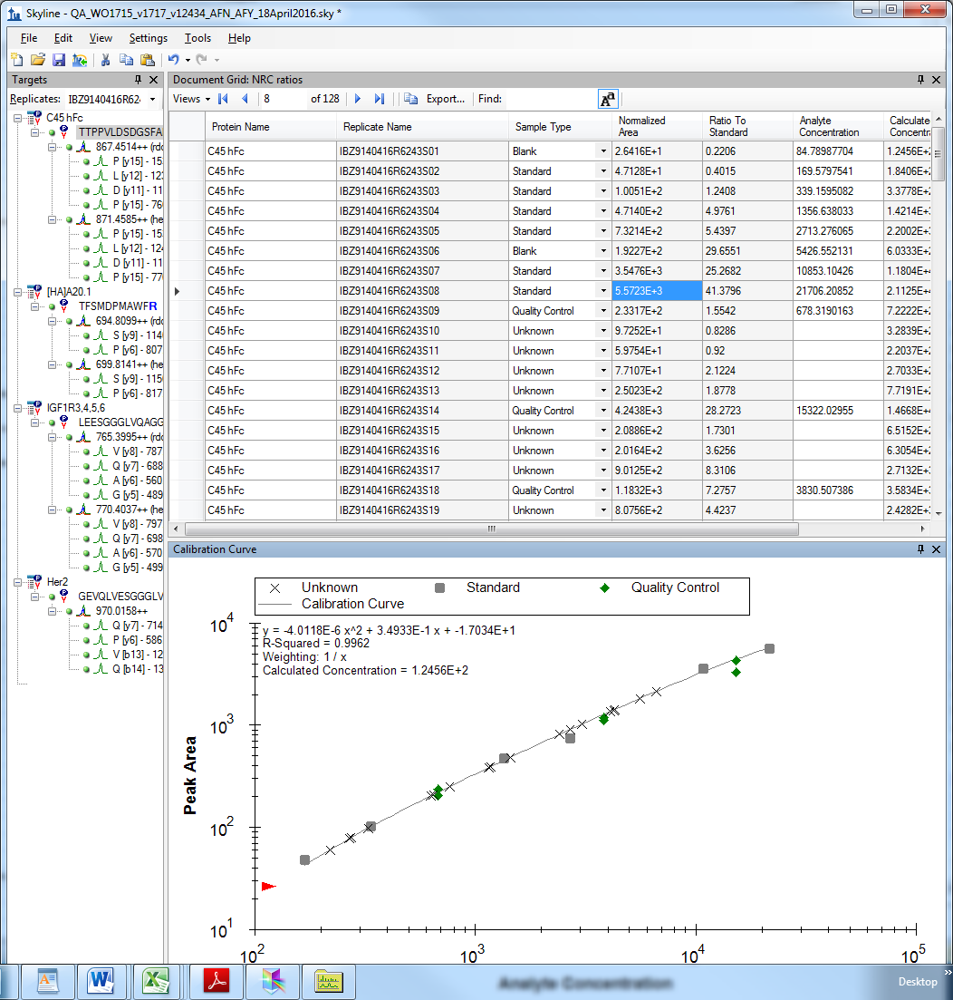 Skyline - QA_WO1715_v1717_v12434_AFN_AFY_18April2016.sky *
File Edit View Settings Tools Help
Targets
Replicates: IBZ9140416R62
C45 hFc
TTPPVLDSDGSFA
867.4514++ (rdo
P [y15] - 15
L [y12] - 12
D [y11] - 11
P [y15] - 76
871.4585++ (he
P [y15] - 15
L [y12] - 124
D [y11] - 11
P [y15] - 77
[HA]A20.1
TFSMDPMAWFR
694.8099++ (rdo
S [y9] - 114
P [y6] - 807
699.8141++ (he
S [y9] - 115
P [y6] - 817
IGF1R3,4,5,6
LEESGGGLVQAGG
765.3995++ (rdo
V [y8] - 787
Q [y7] - 688
A [y6] - 560
G [y5] - 489
770.4037++ (he
V [y8] - 797
Q [y7] - 698
A [y6] - 570
G [y5] - 499
Her2
GEVQLVESGGGLV
970.0158++
Q [y7] - 714
P [y6] - 586
V [b13] - 12
Q [b14] - 13
Document Grid: NRC ratios
Views 8 of 128 Export... Find: Aa
Protein Name Replicate Name Sample Type Normalized Area Ratio To Standard Analyte Concentration Calculate Concentra
C45 hFc IBZ9140416R6243S01 Blank 2.6416E+1 0.2206 84.78987704 1.2456E+2
C45 hFc IBZ9140416R6243S02 Standard 4.7128E+1 0.4015 169.5797541 1.8406E+2
C45 hFc IBZ9140416R6243S03 Standard 1.0051E+2 1.2408 339.1595082 3.3778E+2
C45 hFc IBZ9140416R6243S04 Standard 4.7140E+2 4.9761 1356.638033 1.4214E+3
C45 hFc IBZ9140416R6243S05 Standard 7.3214E+2 5.4397 2713.276065 2.2002E+3
C45 hFc IBZ9140416R6243S06 Blank 1.9227E+2 29.6551 5426.552131 6.0333E+2
C45 hFc IBZ9140416R6243S07 Standard 3.5476E+3 25.2682 10853.10426 1.1804E+4
C45 hFc IBZ9140416R6243S08 Standard 5.5723E+3 41.3796 21706.20852 2.1125E+4
C45 hFc IBZ9140416R6243S09 Quality Control 2.3317E+2 1.5542 678.3190163 7.2222E+2
C45 hFc IBZ9140416R6243S10 Unknown 9.7252E+1 0.8286 3.2839E+2
C45 hFc IBZ9140416R6243S11 Unknown 5.9754E+1 0.92 2.2037E+2
C45 hFc IBZ9140416R6243S12 Unknown 7.7107E+1 2.1224 2.7033E+2
C45 hFc IBZ9140416R6243S13 Unknown 2.5023E+2 1.8778 7.7191E+2
C45 hFc IBZ9140416R6243S14 Quality Control 4.2438E+3 28.2723 15322.02955 1.4668E+4
C45 hFc IBZ9140416R6243S15 Unknown 2.0886E+2 1.7301 6.5152E+2
C45 hFc IBZ9140416R6243S16 Unknown 2.0164E+2 3.6256 6.3054E+2
C45 hFc IBZ9140416R6243S17 Unknown 9.0125E+2 8.3106 2.7132E+3
C45 hFc IBZ9140416R6243S18 Quality Control 1.1832E+3 7.2757 3830.507386 3.5834E+3
C45 hFc IBZ9140416R6243S19 Unknown 8.0756E+2 4.4237 2.4282E+3
Calibration Curve
Unknown Standard Quality Control
Calibration Curve
y = -4.0118E-6 x^2 + 3.4933E-1 x + -1.7034E+1
R-Squared = 0.9962
Weighting: 1 / x
Calculated Concentration = 1.2456E+2
Peak Area
10^4
10^3
10^2
10^1
10^2 10^3 10^4 10^5
Analyte Concentration
Desktop